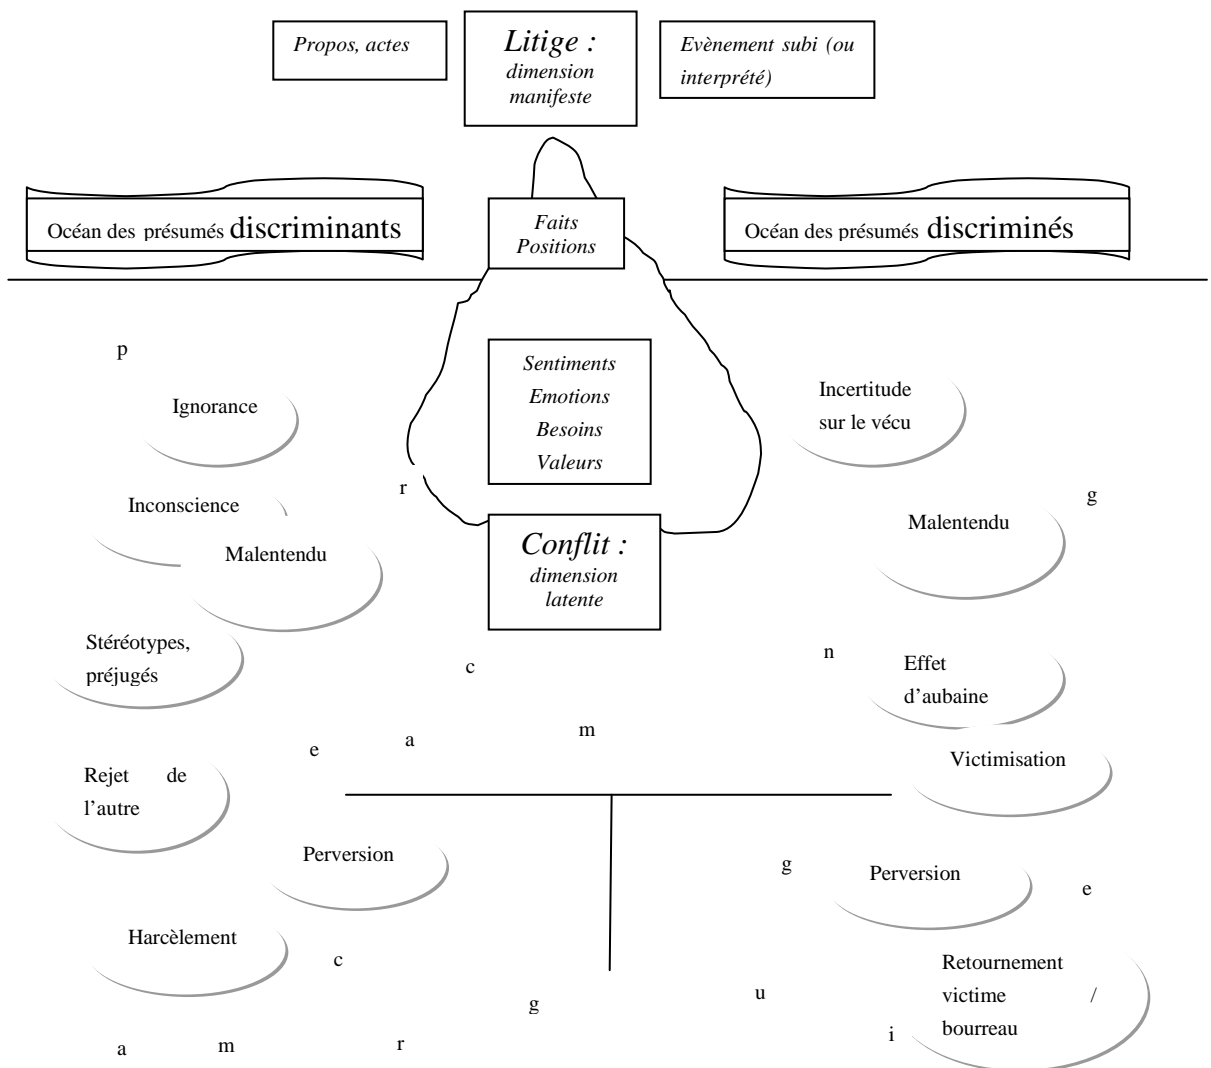 Propos, actes
Litige :
dimension
manifeste
Evènement subi (ou
interprété)
Océan des présumés discriminants
Faits
Positions
Océan des présumés discriminés
p
Ignorance
Sentiments
Emotions
Besoins
Valeurs
Incertitude
sur le vécu
r
g
Inconscience
Malentendu
Malentendu
Conflit :
dimension
latente
Stéréotypes,
préjugés
c
n
Effet
d’aubaine
e
a
m
Victimisation
Rejet de
l’autre
Perversion
g
Perversion
e
Harcèlement
c
Retournement
victime /
bourreau
g
u
i
a
m
r